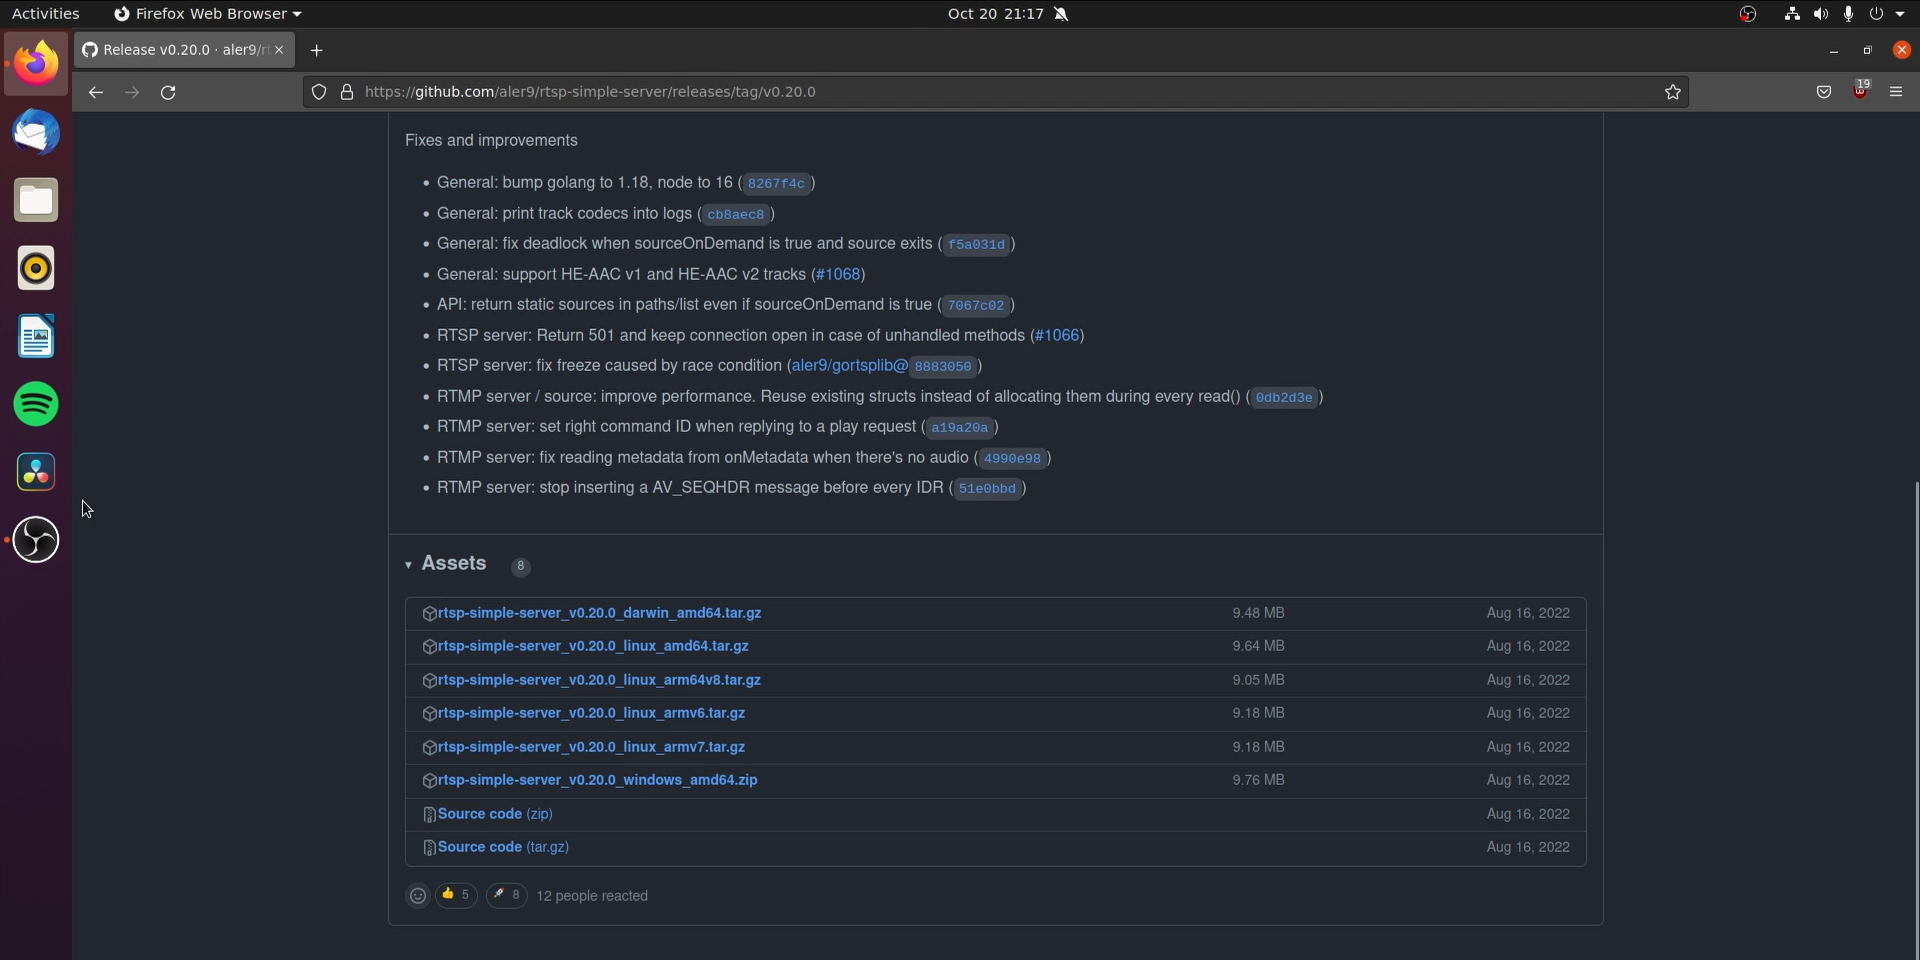 Activities
Firefox Web Browser
Oct 20 21:17
Release v0.20.0 · aler9/rt
https://github.com/aler9/rtsp-simple-server/releases/tag/v0.20.0
19
Fixes and improvements
• General: bump golang to 1.18, node to 16 (8267f4c)
• General: print track codecs into logs (cb8aec8)
• General: fix deadlock when sourceOnDemand is true and source exits (f5a031d)
• General: support HE-AAC v1 and HE-AAC v2 tracks (#1068)
• API: return static sources in paths/list even if sourceOnDemand is true (7067c02)
• RTSP server: Return 501 and keep connection open in case of unhandled methods (#1066)
• RTSP server: fix freeze caused by race condition (aler9/gortsplib@8883050)
• RTMP server / source: improve performance. Reuse existing structs instead of allocating them during every read() (0db2d3e)
• RTMP server: set right command ID when replying to a play request (a19a20a)
• RTMP server: fix reading metadata from onMetadata when there's no audio (4990e98)
• RTMP server: stop inserting a AV_SEQHDR message before every IDR (51e0bbd)
Assets 8
rtsp-simple-server_v0.20.0_darwin_amd64.tar.gz 9.48 MB Aug 16, 2022
rtsp-simple-server_v0.20.0_linux_amd64.tar.gz 9.64 MB Aug 16, 2022
rtsp-simple-server_v0.20.0_linux_arm64v8.tar.gz 9.05 MB Aug 16, 2022
rtsp-simple-server_v0.20.0_linux_armv6.tar.gz 9.18 MB Aug 16, 2022
rtsp-simple-server_v0.20.0_linux_armv7.tar.gz 9.18 MB Aug 16, 2022
rtsp-simple-server_v0.20.0_windows_amd64.zip 9.76 MB Aug 16, 2022
Source code (zip) Aug 16, 2022
Source code (tar.gz) Aug 16, 2022
5 8 12 people reacted